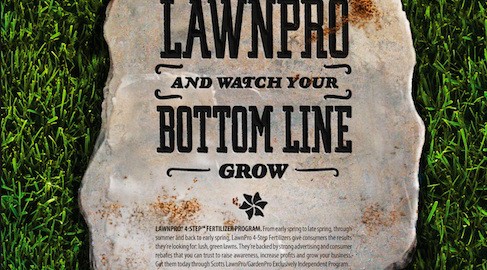 LAWNPRO
AND WATCH YOUR
BOTTOM LINE
GROW
LAWNPRO® 4-STEP™ FERTILIZER PROGRAM. From early spring to late spring, through
summer and back to early spring, LawnPro 4-Step Fertilizers give consumers the results
they're looking for: lush, green lawns. They're backed by strong advertising and consumer
rebates that you can trust to raise awareness, increase profits and grow your business.
Get them today through Scotts LawnPro/GardenPro Exclusively Independent Program.